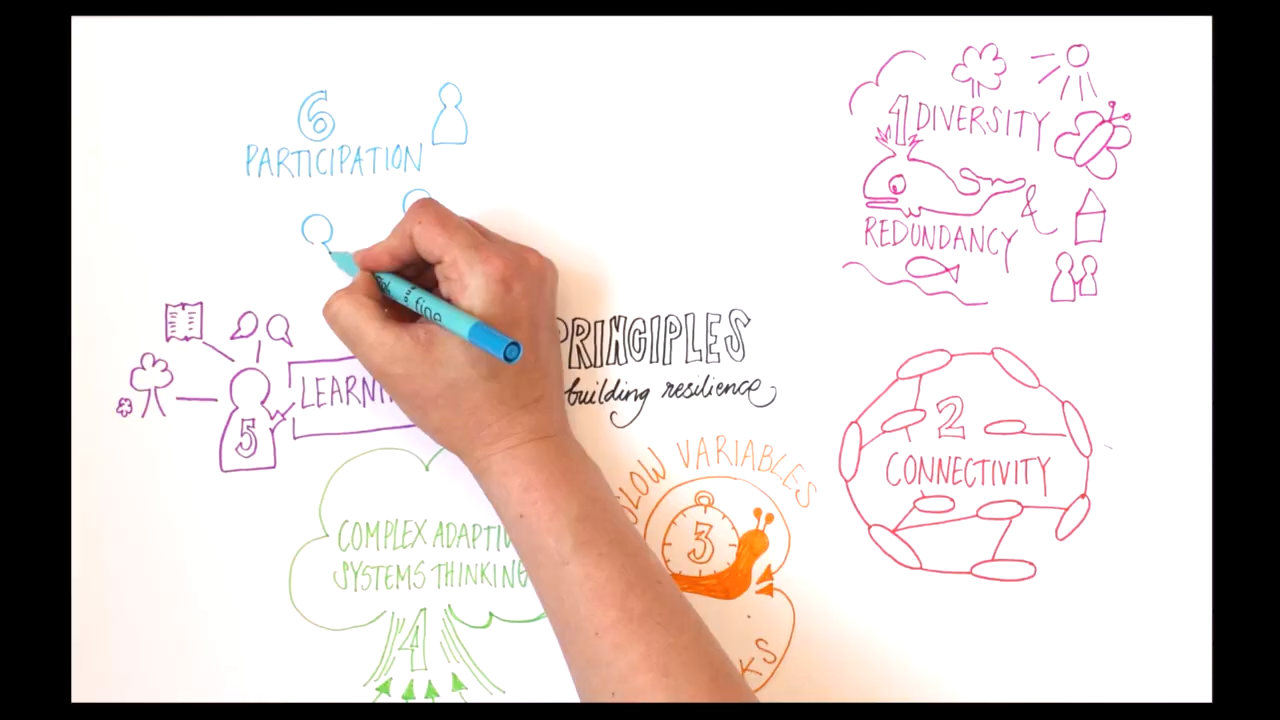 6
PARTICIPATION
1 DIVERSITY
&
REDUNDANCY
PRINCIPLES
building resilience
5
2
CONNECTIVITY
SLOW VARIABLES
3
COMPLEX
SYSTEMS THINKING
4
fine